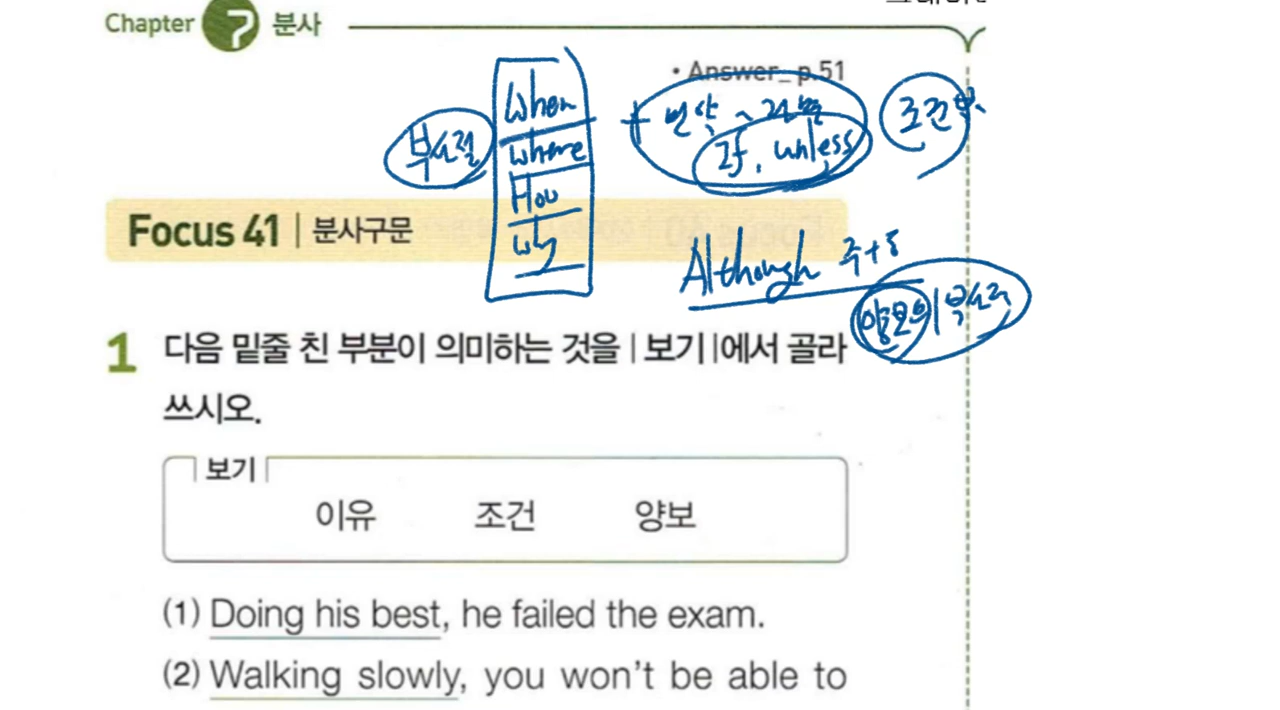 Chapter 7 분사
• Answer_ p.51
When
where
How
why
부사절
+ 만약
If, unless
조건
Although 주+동
양보의 부사절
Focus 41 | 분사구문
1 다음 밑줄 친 부분이 의미하는 것을 | 보기 |에서 골라
쓰시오.
보기
이유 조건 양보
(1) Doing his best, he failed the exam.
(2) Walking slowly, you won't be able to